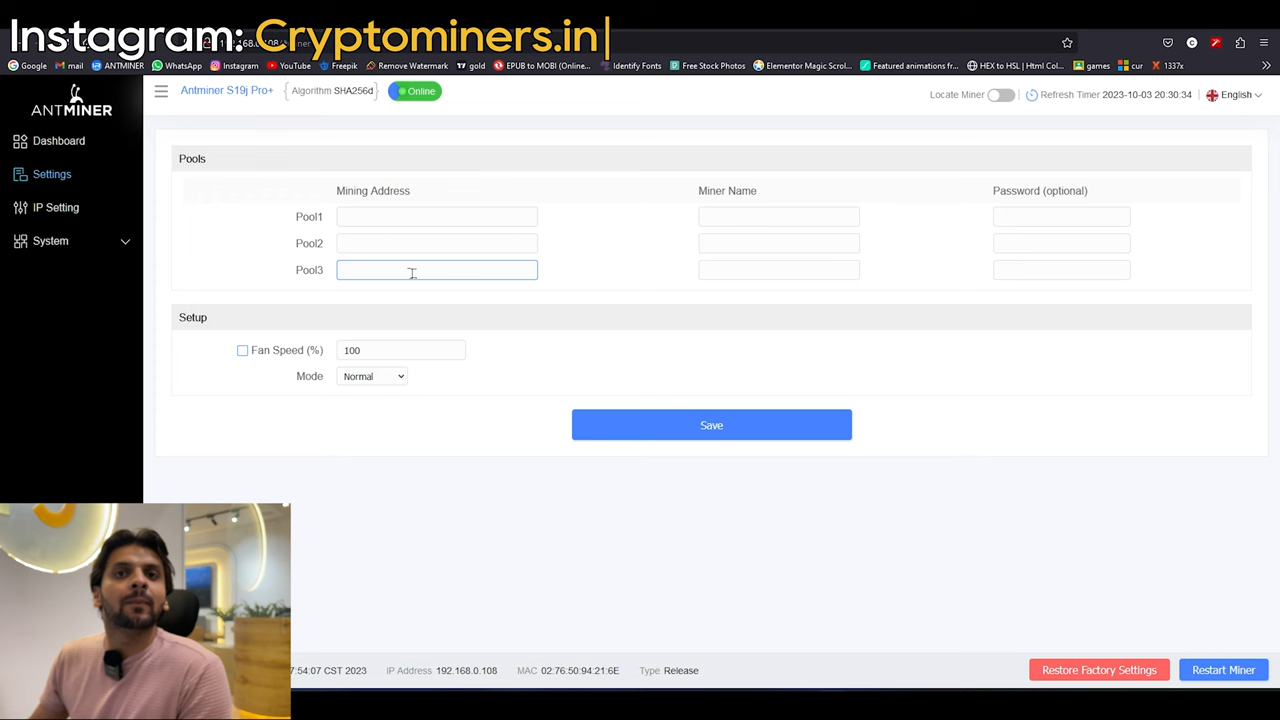 Instagram: Cryptominers.in
Google mail ANTMINER WhatsApp Instagram YouTube Freepik Remove Watermark gold EPUB to MOBI (Online... Identify Fonts Free Stock Photos Elementor Magic Scrol... Featured animations fr... HEX to HSL | Html Col... games cur 1337x
ANTMINER
Antminer S19j Pro+ Algorithm SHA256d Online
Locate Miner Refresh Timer 2023-10-03 20:30:34 English
Dashboard
Settings
IP Setting
System
Pools
Mining Address Miner Name Password (optional)
Pool1
Pool2
Pool3
Setup
Fan Speed (%) 100
Mode Normal
Save
7:54:07 CST 2023 IP Address 192.168.0.108 MAC 02:76:50:94:21:6E Type Release
Restore Factory Settings Restart Miner